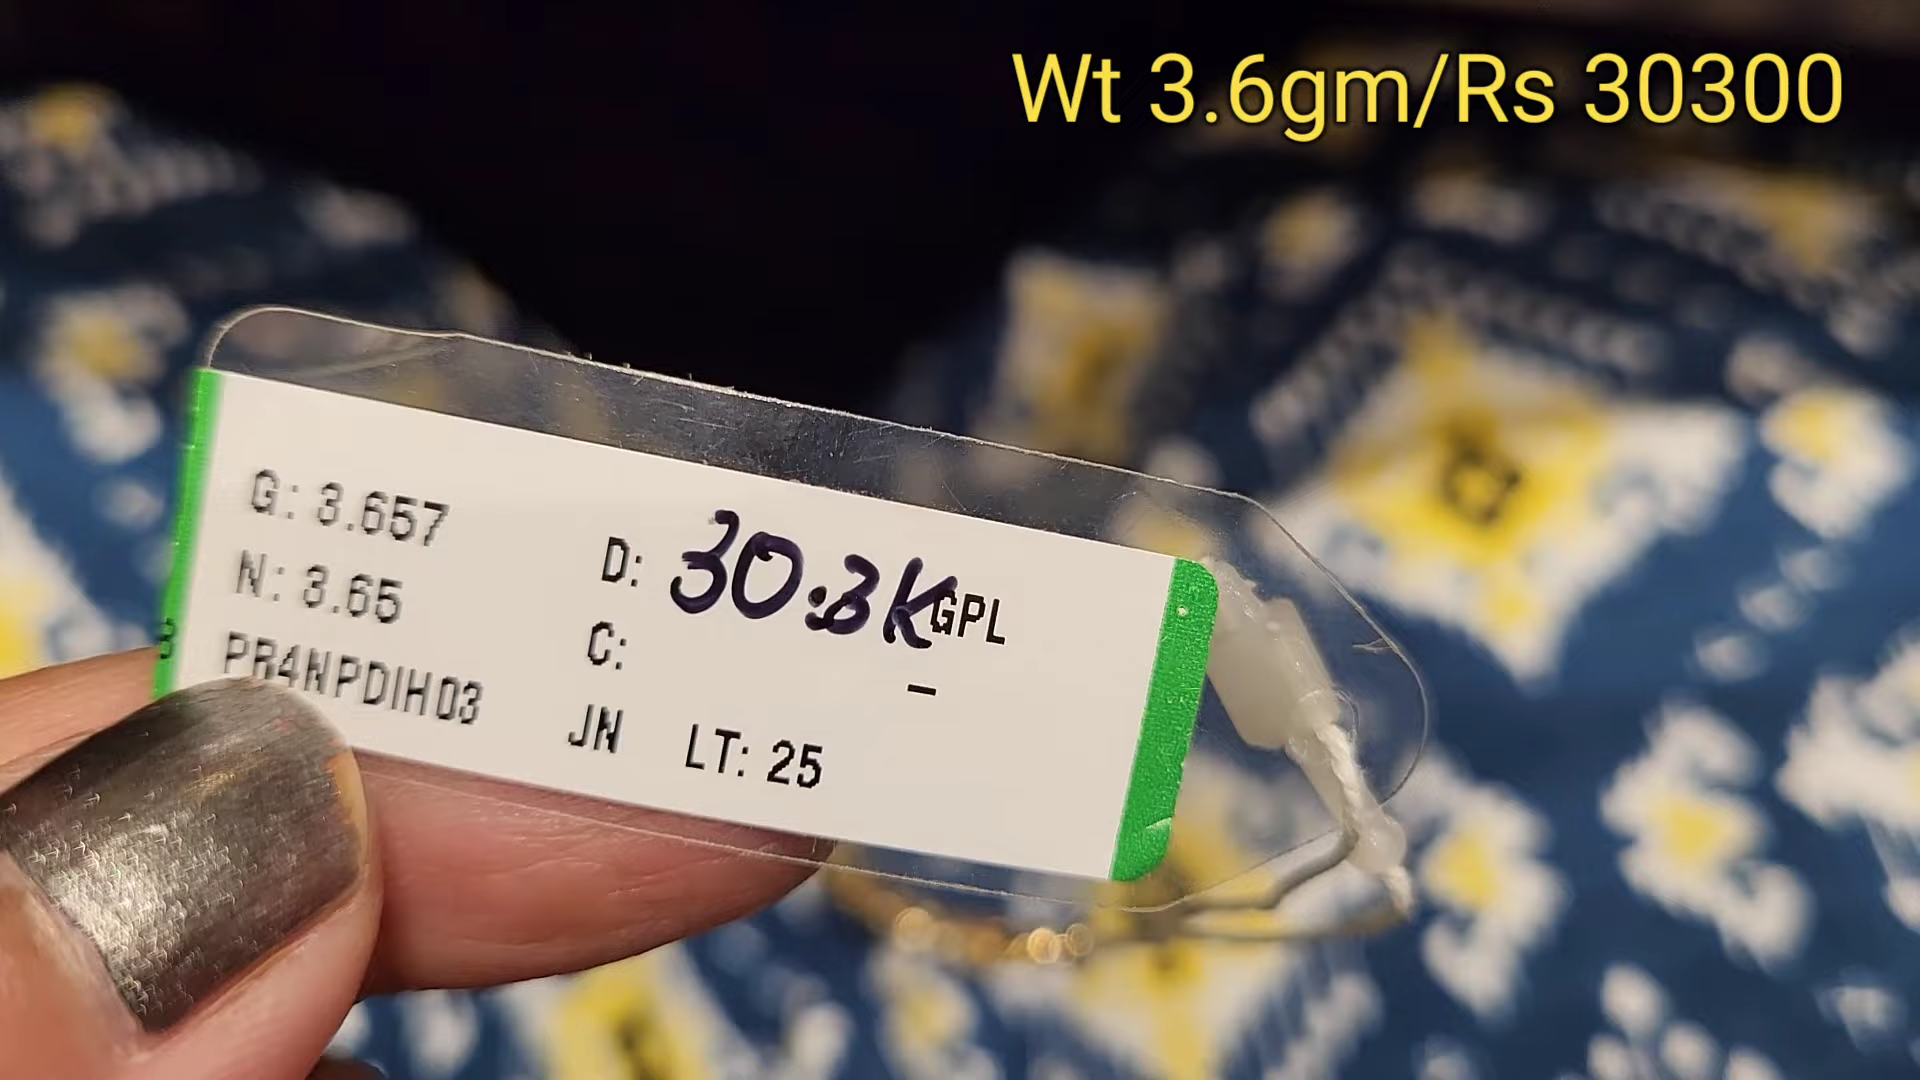 Wt 3.6gm/Rs 30300
G: 3.657
N: 3.65
PR4NPDIH03
D: 30.3K GPL
C: –
JN LT: 25